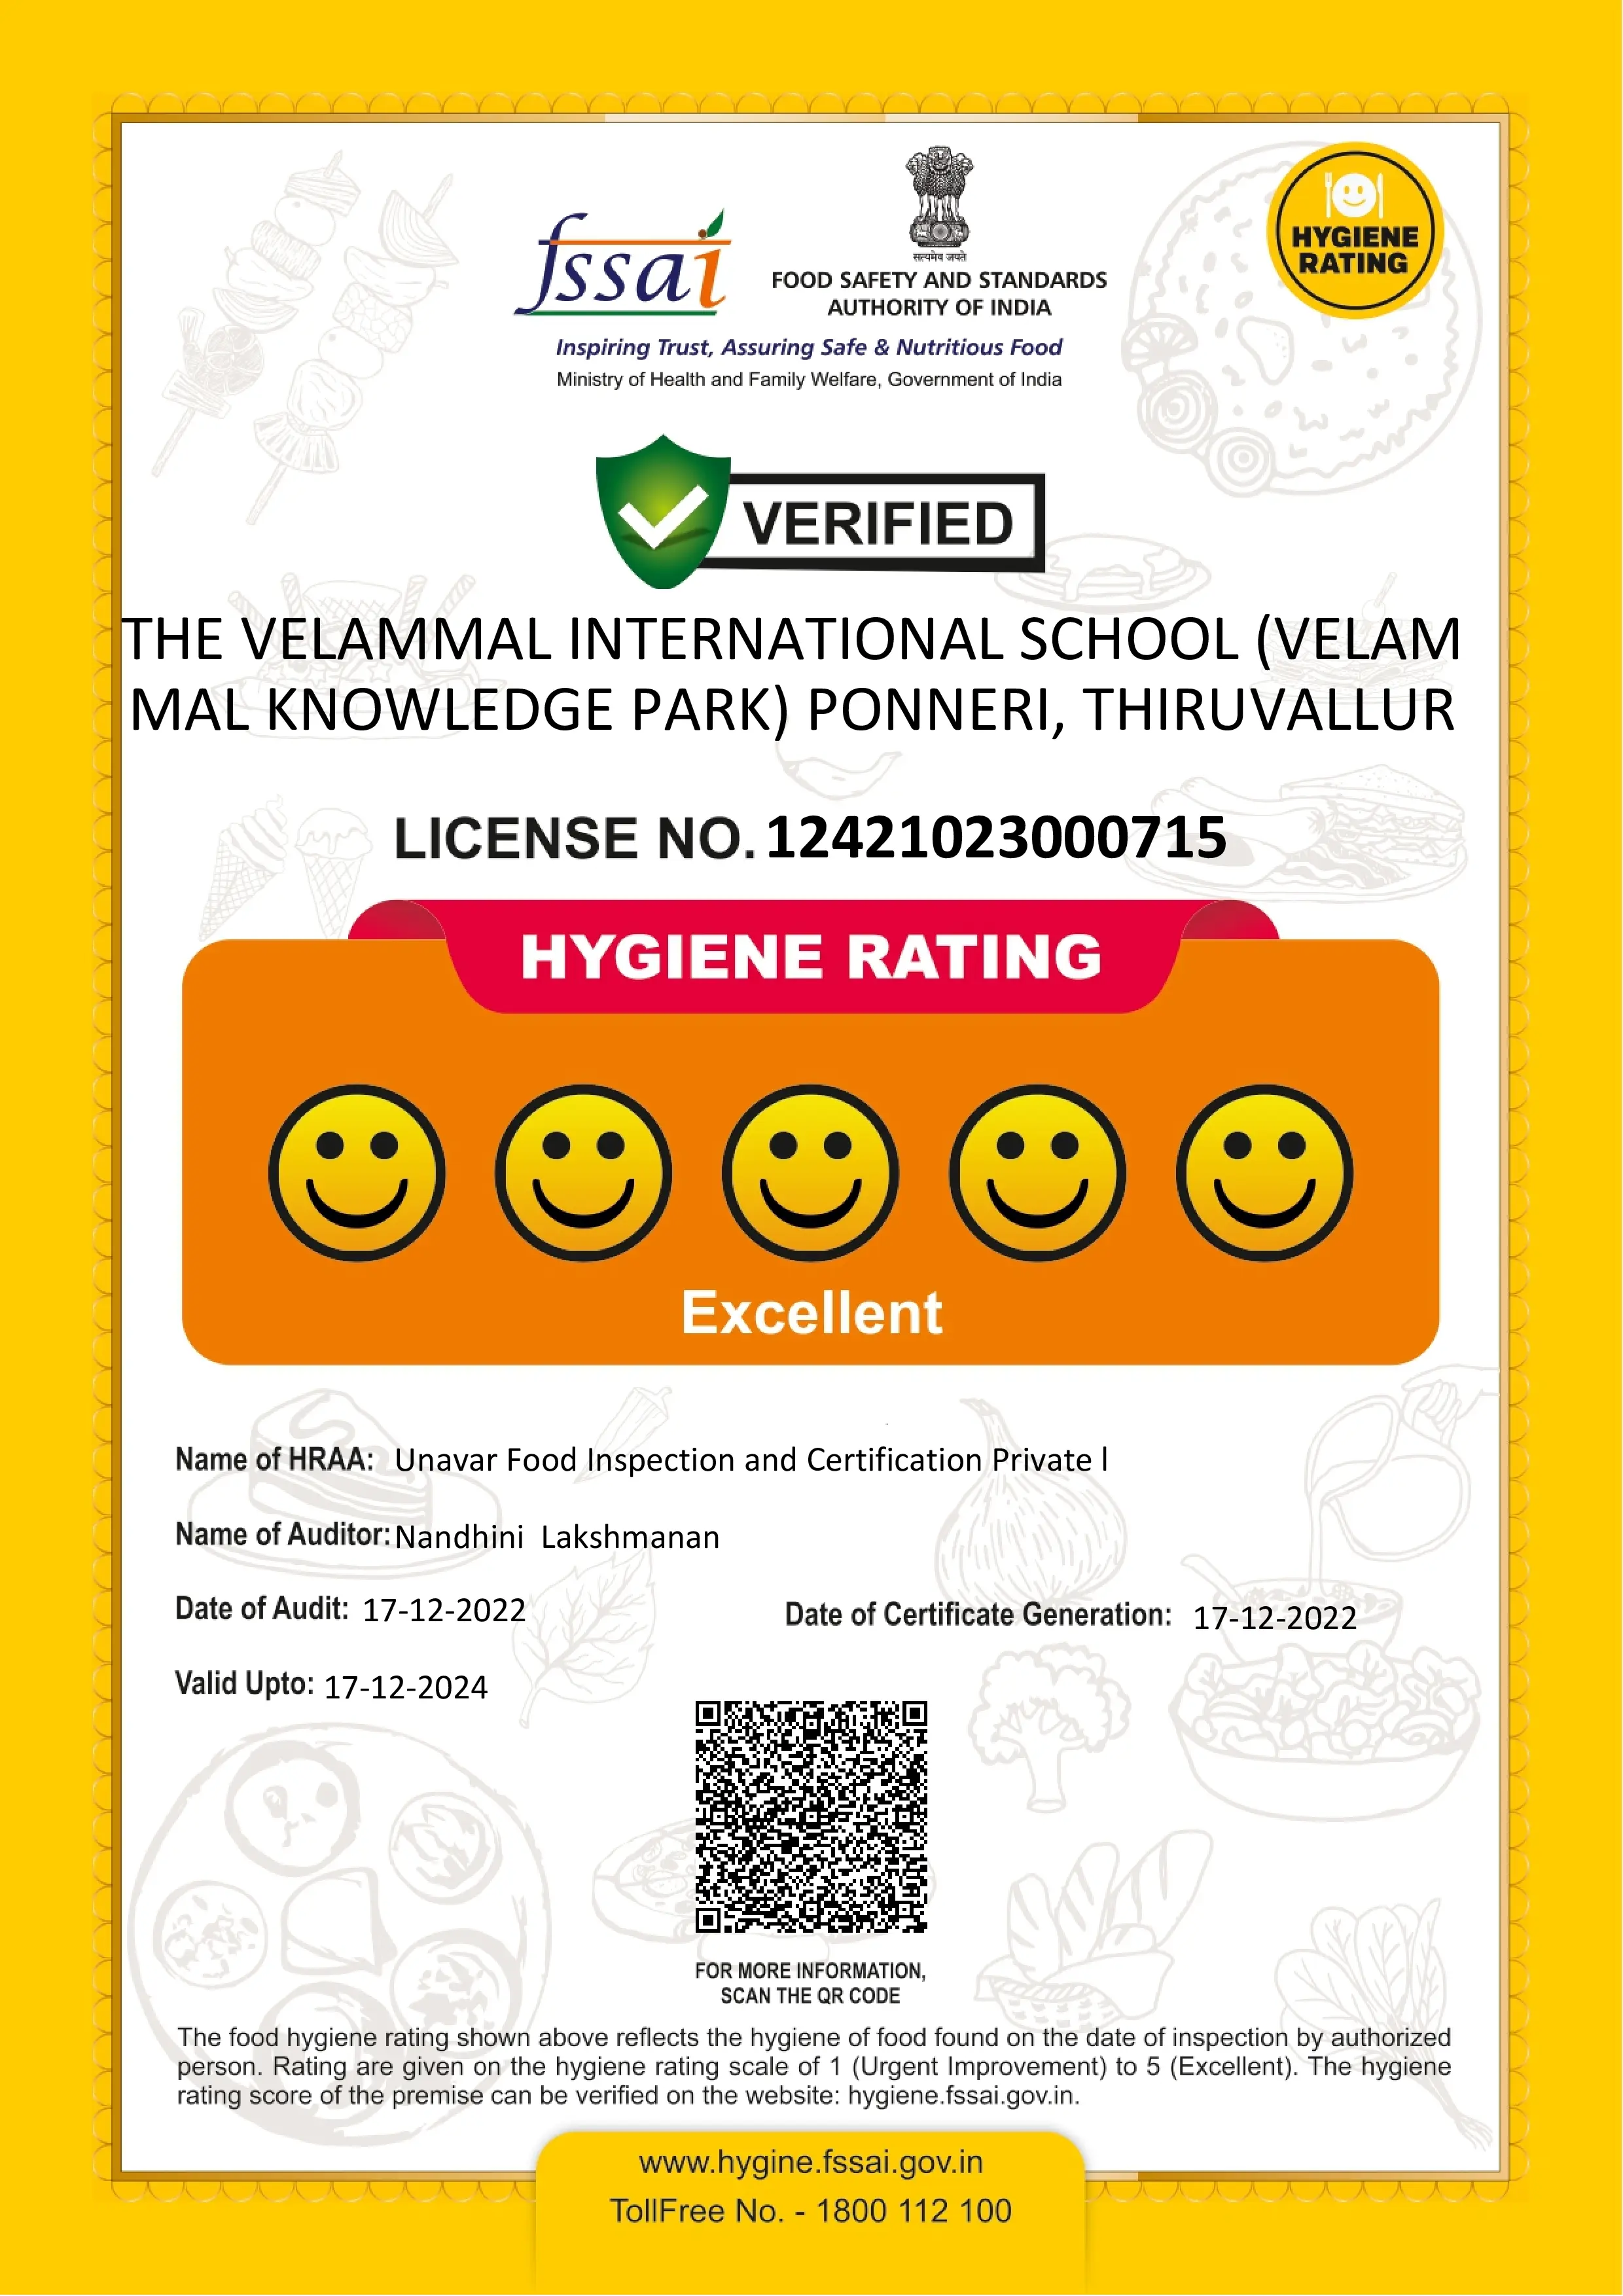 fssai
सत्यमेव जयते
FOOD SAFETY AND STANDARDS
AUTHORITY OF INDIA
HYGIENE
RATING
Inspiring Trust, Assuring Safe & Nutritious Food
Ministry of Health and Family Welfare, Government of India
VERIFIED
THE VELAMMAL INTERNATIONAL SCHOOL (VELAM
MAL KNOWLEDGE PARK) PONNERI, THIRUVALLUR
LICENSE NO. 12421023000715
HYGIENE RATING
Excellent
Name of HRAA: Unavar Food Inspection and Certification Private l
Name of Auditor: Nandhini Lakshmanan
Date of Audit: 17-12-2022 Date of Certificate Generation: 17-12-2022
Valid Upto: 17-12-2024
FOR MORE INFORMATION,
SCAN THE QR CODE
The food hygiene rating shown above reflects the hygiene of food found on the date of inspection by authorized
person. Rating are given on the hygiene rating scale of 1 (Urgent Improvement) to 5 (Excellent). The hygiene
rating score of the premise can be verified on the website: hygiene.fssai.gov.in.
www.hygine.fssai.gov.in
TollFree No. - 1800 112 100